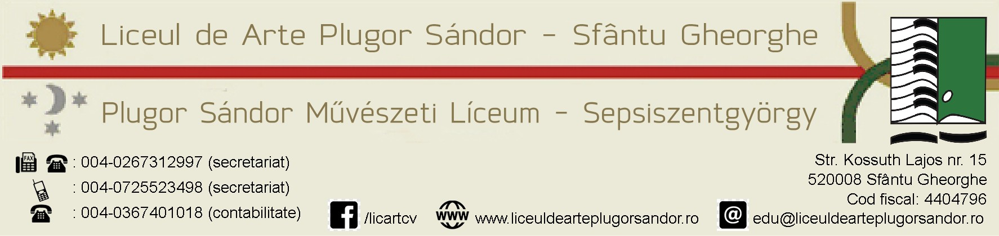 Liceul de Arte Plugor Sándor - Sfântu Gheorghe
Plugor Sándor Művészeti Líceum - Sepsiszentgyörgy
FAX : 004-0267312997 (secretariat)
: 004-0725523498 (secretariat)
: 004-0367401018 (contabilitate)
/licartcv
WWW www.liceuldearteplugorsandor.ro
@ edu@liceuldearteplugorsandor.ro
Str. Kossuth Lajos nr. 15
520008 Sfântu Gheorghe
Cod fiscal: 4404796